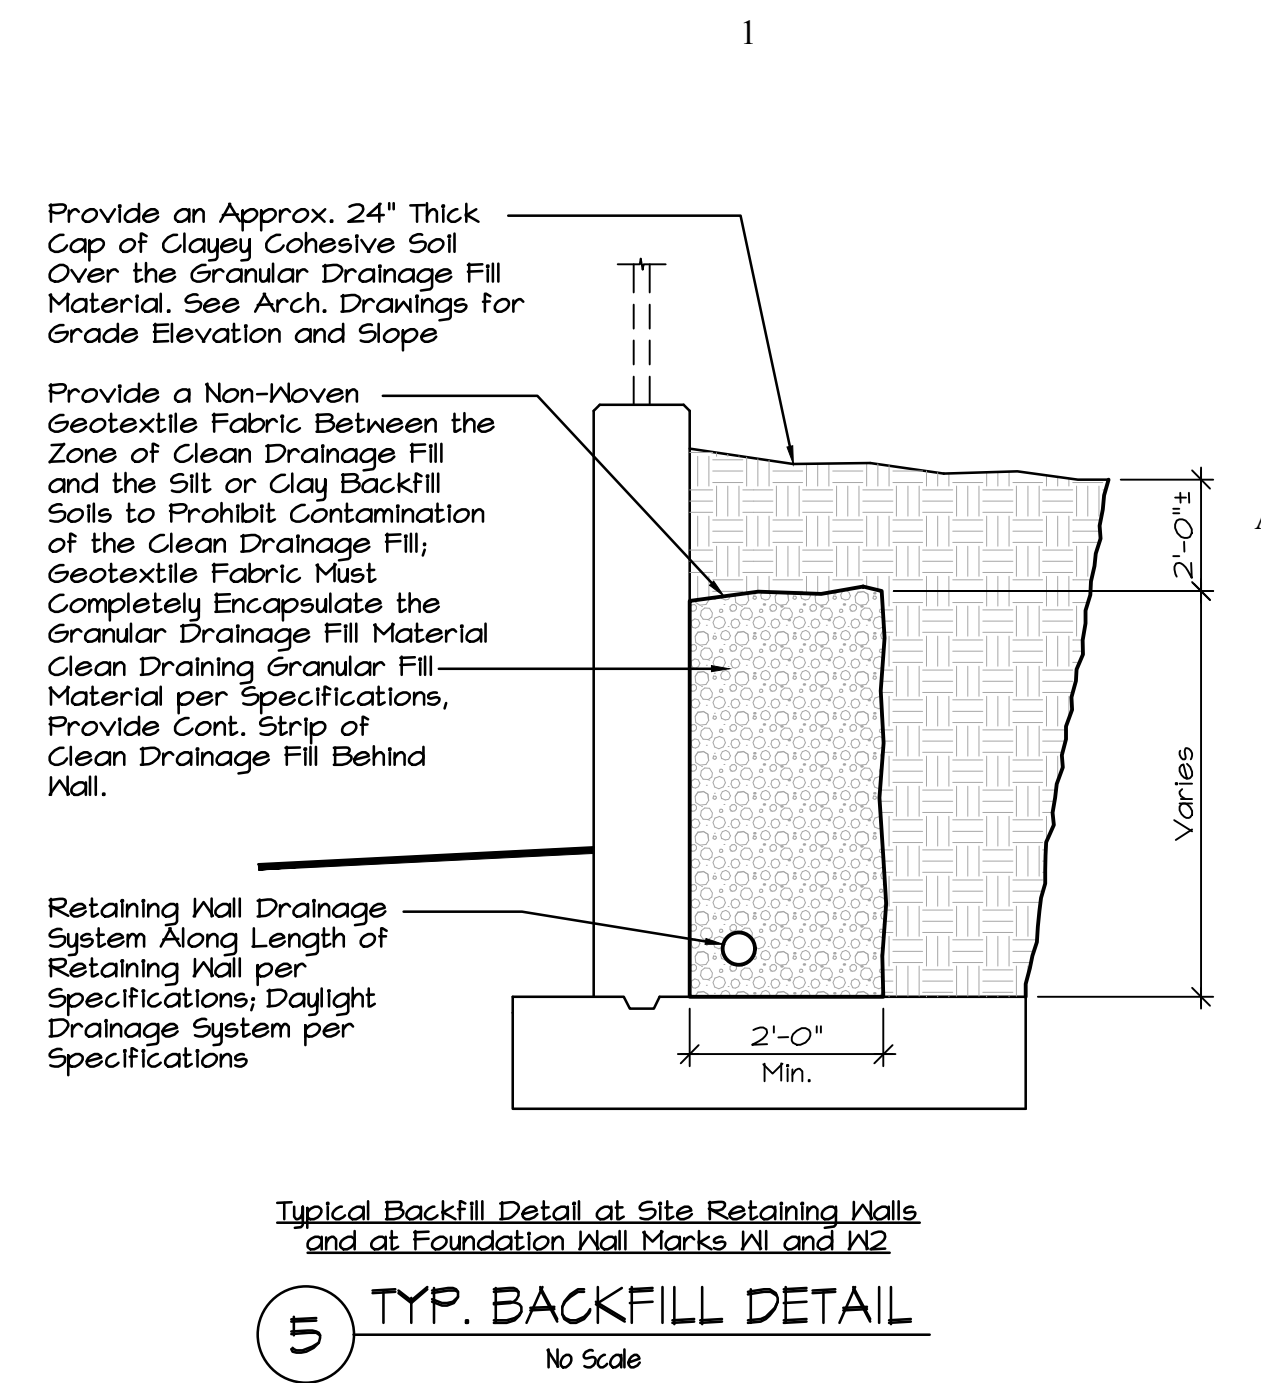 1
Provide an Approx. 24" Thick
Cap of Clayey Cohesive Soil
Over the Granular Drainage Fill
Material. See Arch. Drawings for
Grade Elevation and Slope
Provide a Non-Woven
Geotextile Fabric Between the
Zone of Clean Drainage Fill
and the Silt or Clay Backfill
Soils to Prohibit Contamination
of the Clean Drainage Fill;
Geotextile Fabric Must
Completely Encapsulate the
Granular Drainage Fill Material
Clean Draining Granular Fill
Material per Specifications,
Provide Cont. Strip of
Clean Drainage Fill Behind
Wall.
Retaining Wall Drainage
System Along Length of
Retaining Wall per
Specifications; Daylight
Drainage System per
Specifications
2'-0"±
Varies
2'-0"
Min.
Typical Backfill Detail at Site Retaining Walls
and at Foundation Wall Marks W1 and W2
5 TYP. BACKFILL DETAIL
No Scale